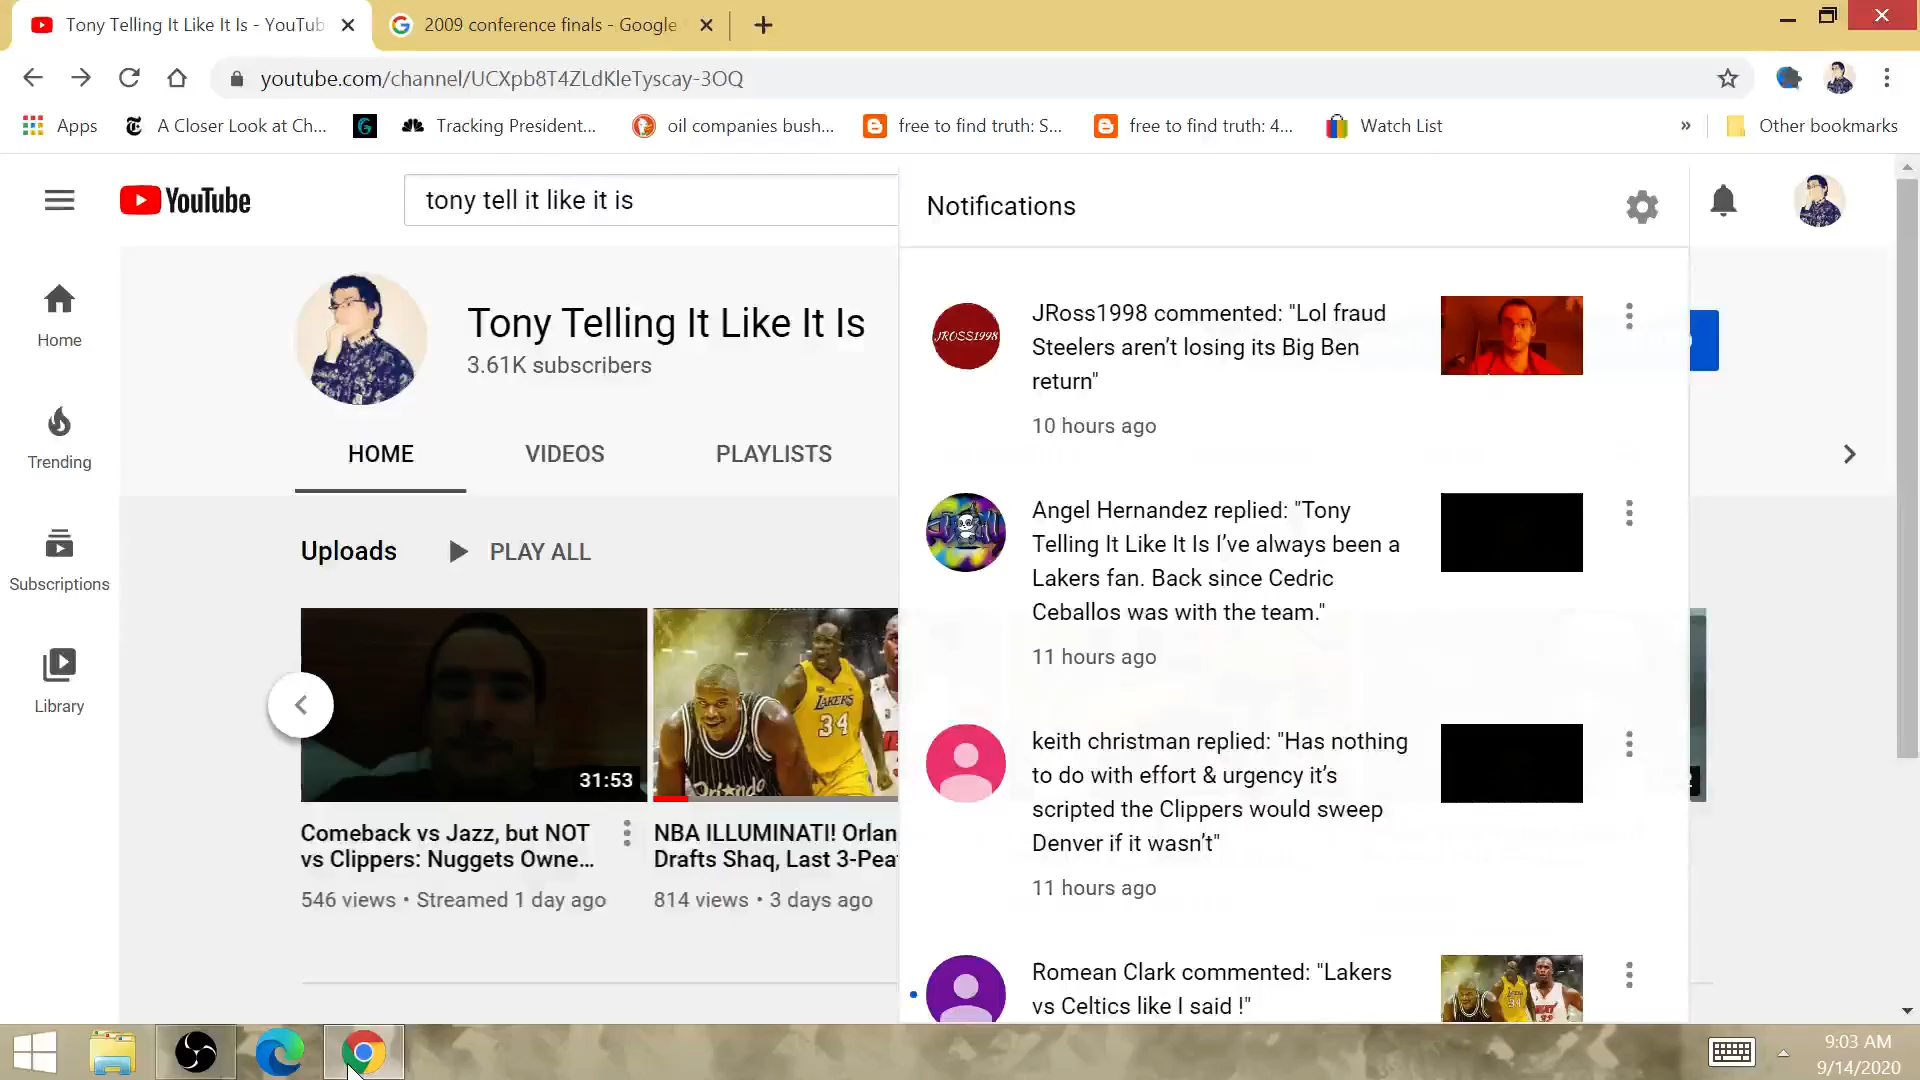 Tony Telling It Like It Is - YouTub
2009 conference finals - Google
youtube.com/channel/UCXpb8T4ZLdKleTyscay-3OQ
Apps
A Closer Look at Ch...
Tracking President...
oil companies bush...
free to find truth: S...
free to find truth: 4...
Watch List
»
Other bookmarks
YouTube
tony tell it like it is
Notifications
Home
Trending
Subscriptions
Library
Tony Telling It Like It Is
3.61K subscribers
HOME
VIDEOS
PLAYLISTS
Uploads
PLAY ALL
31:53
Comeback vs Jazz, but NOT
vs Clippers: Nuggets Owne...
546 views • Streamed 1 day ago
LAKERS
34
Orlando
NBA ILLUMINATI! Orlan
Drafts Shaq, Last 3-Pea
814 views • 3 days ago
JROSS1998
JRoss1998 commented: "Lol fraud
Steelers aren’t losing its Big Ben
return"
10 hours ago
Angel Hernandez replied: "Tony
Telling It Like It Is I’ve always been a
Lakers fan. Back since Cedric
Ceballos was with the team."
11 hours ago
keith christman replied: "Has nothing
to do with effort & urgency it’s
scripted the Clippers would sweep
Denver if it wasn’t"
11 hours ago
Romean Clark commented: "Lakers
vs Celtics like I said !"
9:03 AM
9/14/2020